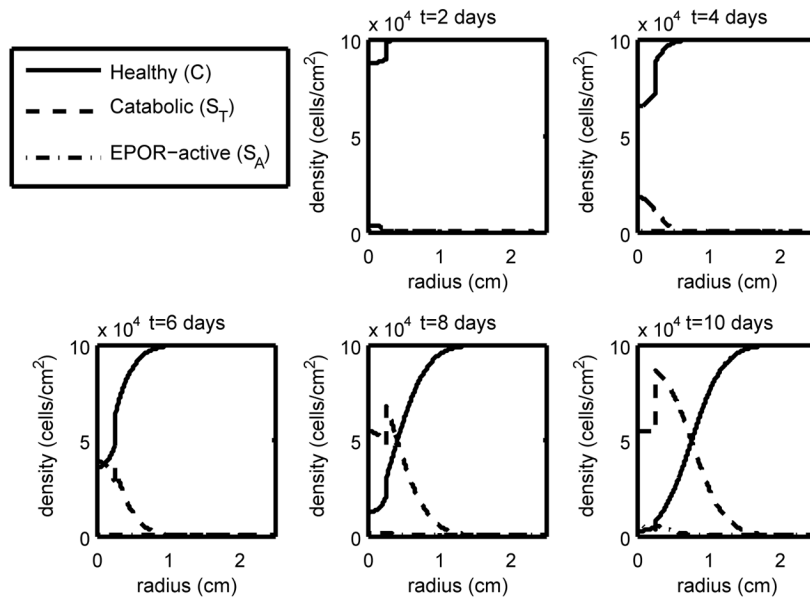 Healthy (C)
Catabolic (S_T)
EPOR−active (S_A)
x 10^4 t=2 days
10
5
0
density (cells/cm^2)
0 1 2
radius (cm)
x 10^4 t=4 days
10
5
0
density (cells/cm^2)
0 1 2
radius (cm)
x 10^4 t=6 days
10
5
0
density (cells/cm^2)
0 1 2
radius (cm)
x 10^4 t=8 days
10
5
0
density (cells/cm^2)
0 1 2
radius (cm)
x 10^4 t=10 days
10
5
0
density (cells/cm^2)
0 1 2
radius (cm)